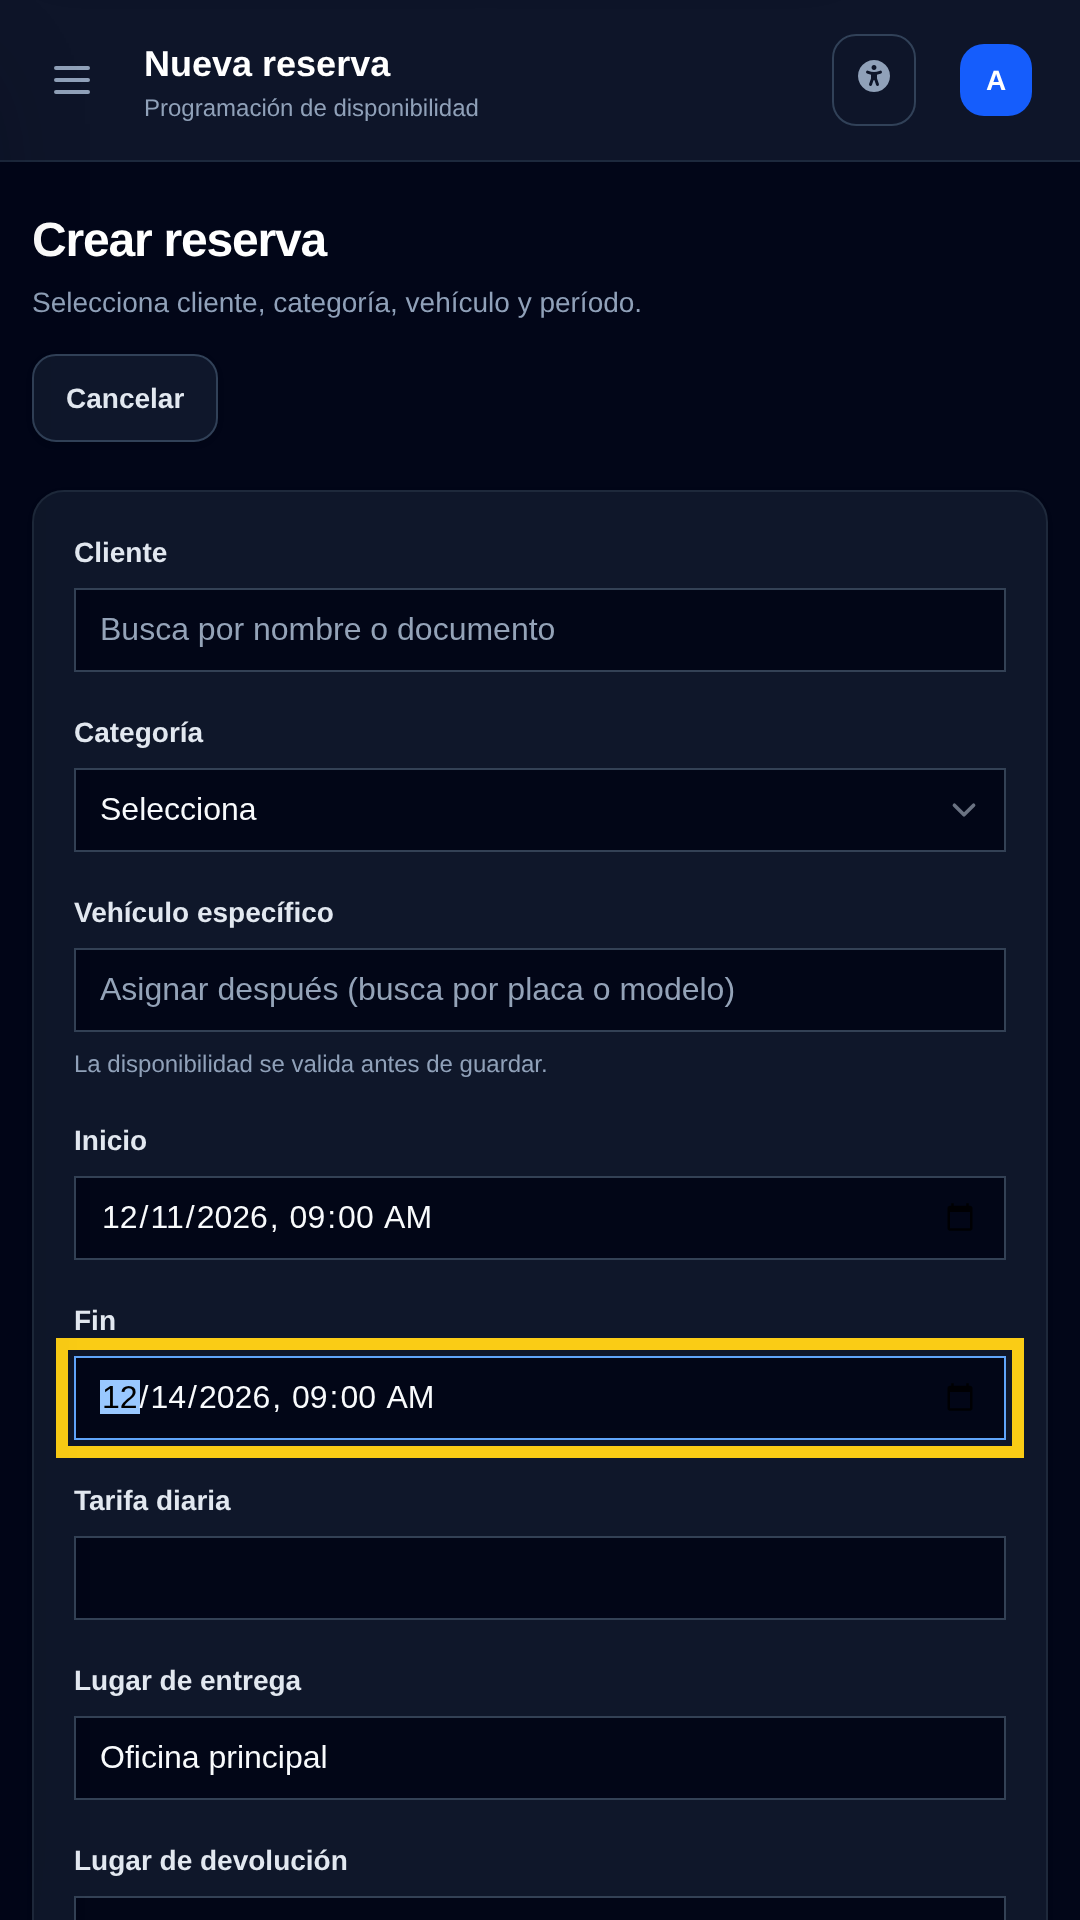 Nueva reserva
Programación de disponibilidad
A
Crear reserva
Selecciona cliente, categoría, vehículo y período.
Cancelar
Cliente
Busca por nombre o documento
Categoría
Selecciona
Vehículo específico
Asignar después (busca por placa o modelo)
La disponibilidad se valida antes de guardar.
Inicio
12/11/2026, 09:00 AM
Fin
12/14/2026, 09:00 AM
Tarifa diaria
Lugar de entrega
Oficina principal
Lugar de devolución